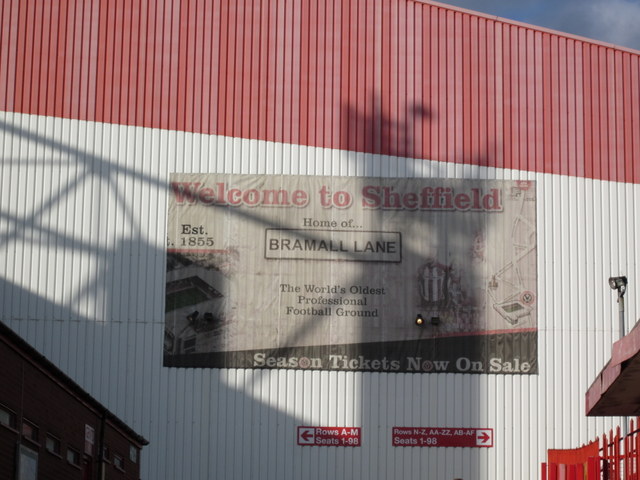 Welcome to Sheffield
Home of...
Est.
t. 1855
BRAMALL LANE
The World's Oldest
Professional
Football Ground
Season Tickets Now On Sale
Rows A-M
Seats 1-98
Rows N-Z, AA-ZZ, AB-AF
Seats 1-98